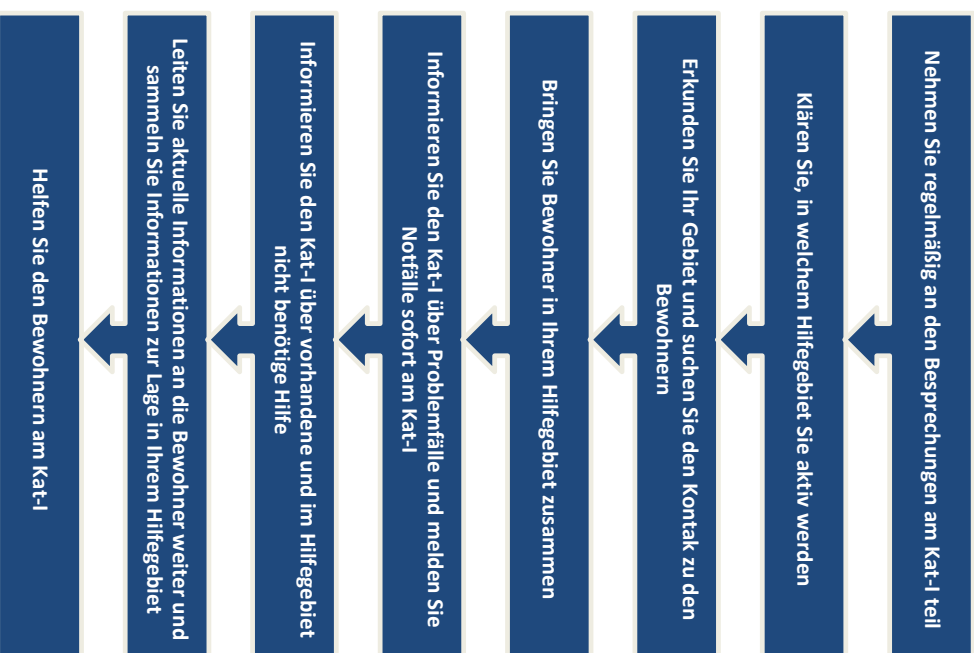 Nehmen Sie regelmäßig an den Besprechungen am Kat-I teil
Klären Sie, in welchem Hilfegebiet Sie aktiv werden
Erkunden Sie Ihr Gebiet und suchen Sie den Kontak zu den
Bewohnern
Bringen Sie Bewohner in Ihrem Hilfegebiet zusammen
Informieren Sie den Kat-I über Problemfälle und melden Sie
Notfälle sofort am Kat-I
Informieren Sie den Kat-I über vorhandene und im Hilfegebiet
nicht benötige Hilfe
Leiten Sie aktuelle Informationen an die Bewohner weiter und
sammeln Sie Informationen zur Lage in Ihrem Hilfegebiet
Helfen Sie den Bewohnern am Kat-I